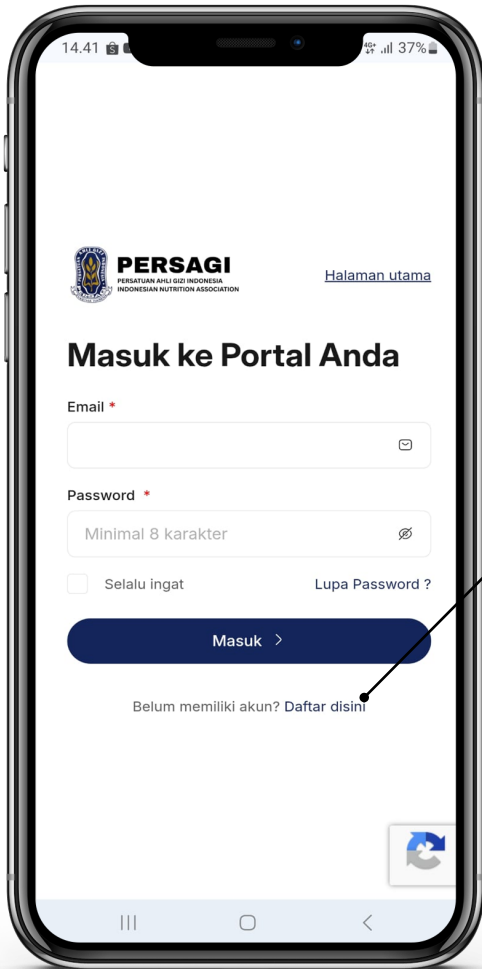 14.41
4G+ 37%
PERSAGI
PERSATUAN AHLI GIZI INDONESIA
INDONESIAN NUTRITION ASSOCIATION
Halaman utama
Masuk ke Portal Anda
Email *
Password *
Minimal 8 karakter
Selalu ingat
Lupa Password ?
Masuk >
Belum memiliki akun? Daftar disini